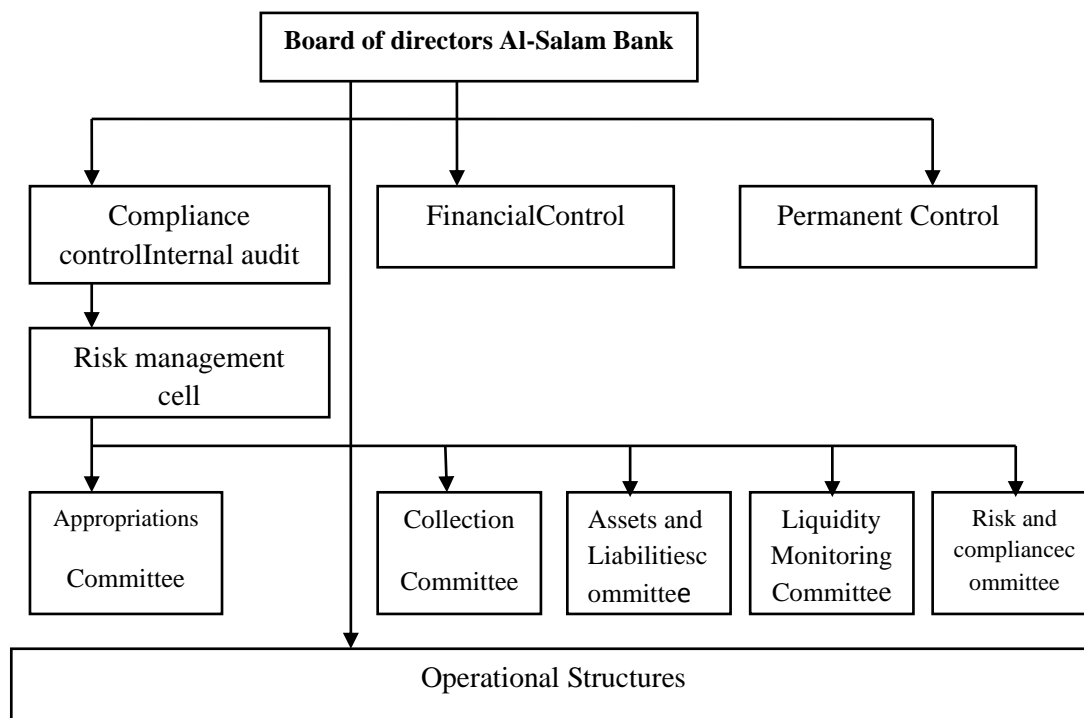 Board of directors Al-Salam Bank
Compliance
controlInternal audit
FinancialControl
Permanent Control
Risk management
cell
Appropriations
Committee
Collection
Committee
Assets and
Liabilitiesc
ommittee
Liquidity
Monitoring
Committee
Risk and
compliancec
ommittee
Operational Structures